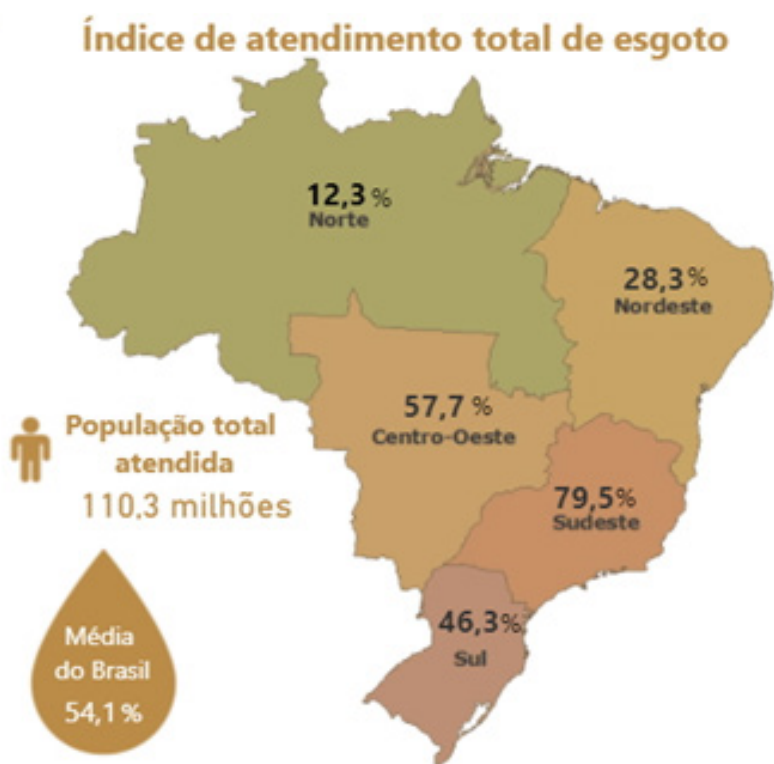 Índice de atendimento total de esgoto
12,3 %
Norte
28,3 %
Nordeste
57,7 %
Centro-Oeste
População total
atendida
110,3 milhões
79,5%
Sudeste
46,3%
Sul
Média
do Brasil
54,1%